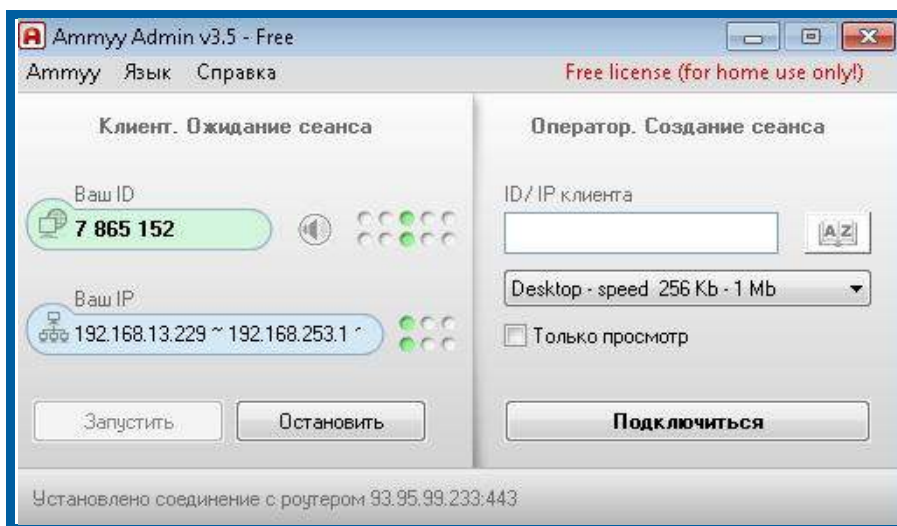 Ammyy Admin v3.5 - Free
Ammyy Язык Справка Free license (for home use only!)
Клиент. Ожидание сеанса
Ваш ID
7 865 152
Ваш IP
192.168.13.229 ~ 192.168.253.1 ~
Запустить Остановить
Оператор. Создание сеанса
ID/IP клиента
AZ
Desktop - speed 256 Kb - 1 Mb
Только просмотр
Подключиться
Установлено соединение с роутером 93.95.99.233:443